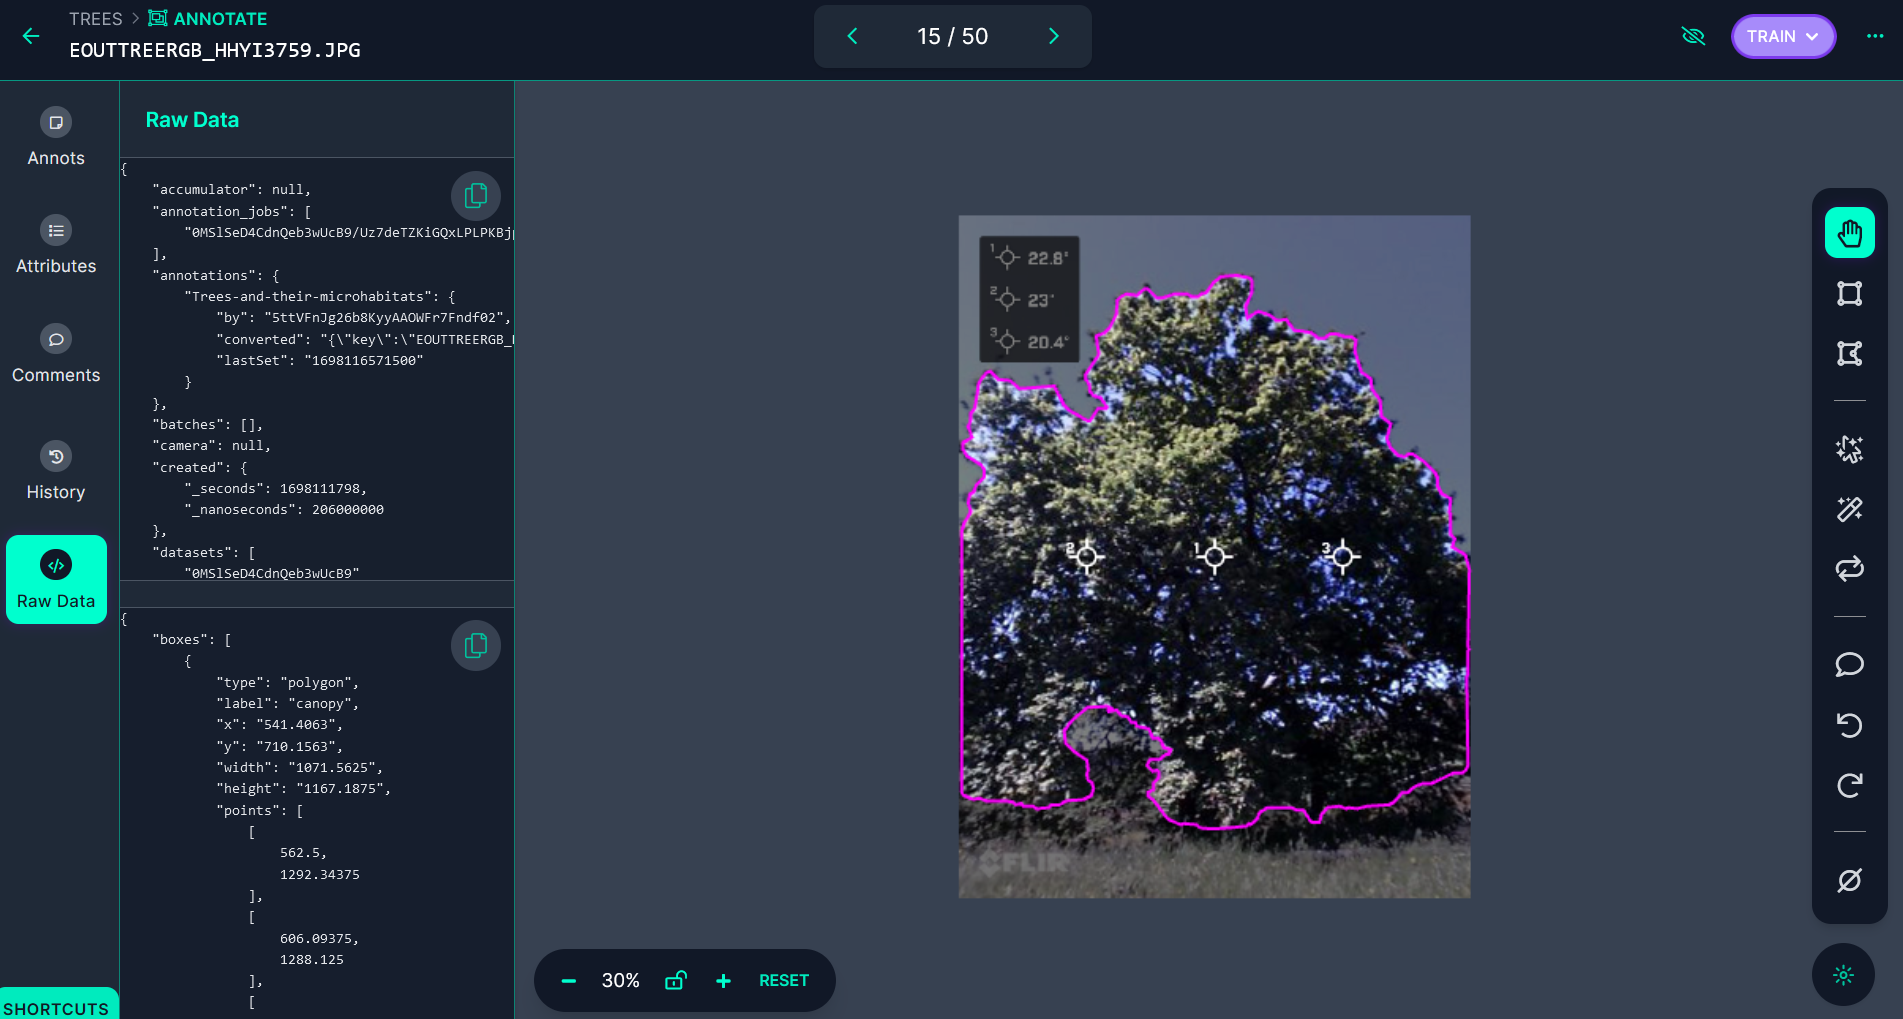 TREES > ANNOTATE
EOUTTREERGB_HHYI3759.JPG
15 / 50
TRAIN
Annots
Attributes
Comments
History
Raw Data
SHORTCUTS
Raw Data
{
"accumulator": null,
"annotation_jobs": [
"0MSlSeD4CdnQeb3wUcB9/Uz7deTZKiGQxLPLPKBj
],
"annotations": {
"Trees-and-their-microhabitats": {
"by": "5ttVFnJg26b8KyyAAOWFr7Fndf02",
"converted": "{\"key\":\"EOUTTREERGB_
"lastSet": "1698116571500"
}
},
"batches": [],
"camera": null,
"created": {
"_seconds": 1698111798,
"_nanoseconds": 206000000
},
"datasets": [
"0MSlSeD4CdnQeb3wUcB9"
{
"boxes": [
{
"type": "polygon",
"label": "canopy",
"x": "541.4063",
"y": "710.1563",
"width": "1071.5625",
"height": "1167.1875",
"points": [
[
562.5,
1292.34375
],
[
606.09375,
1288.125
],
[
1 22.8°
2 23°
3 20.4°
2 1 3
FLIR
30%
RESET